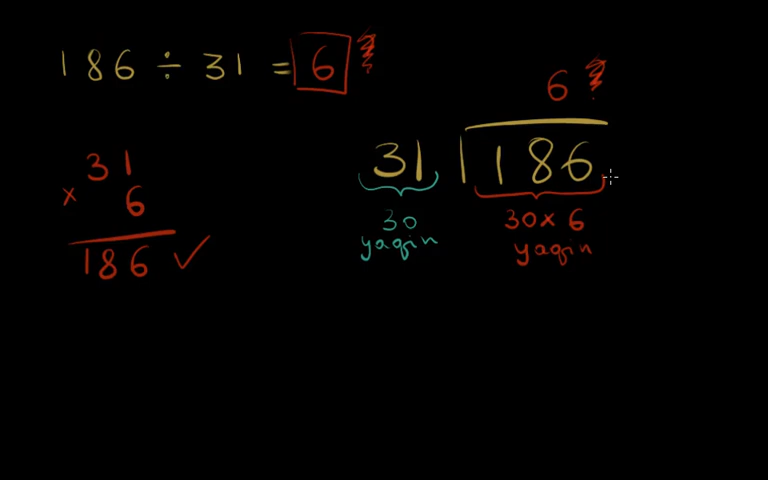 186 ÷ 31 = 6
6
31 186
31
× 6
186 ✓
30
yaqin
30 × 6
yaqin